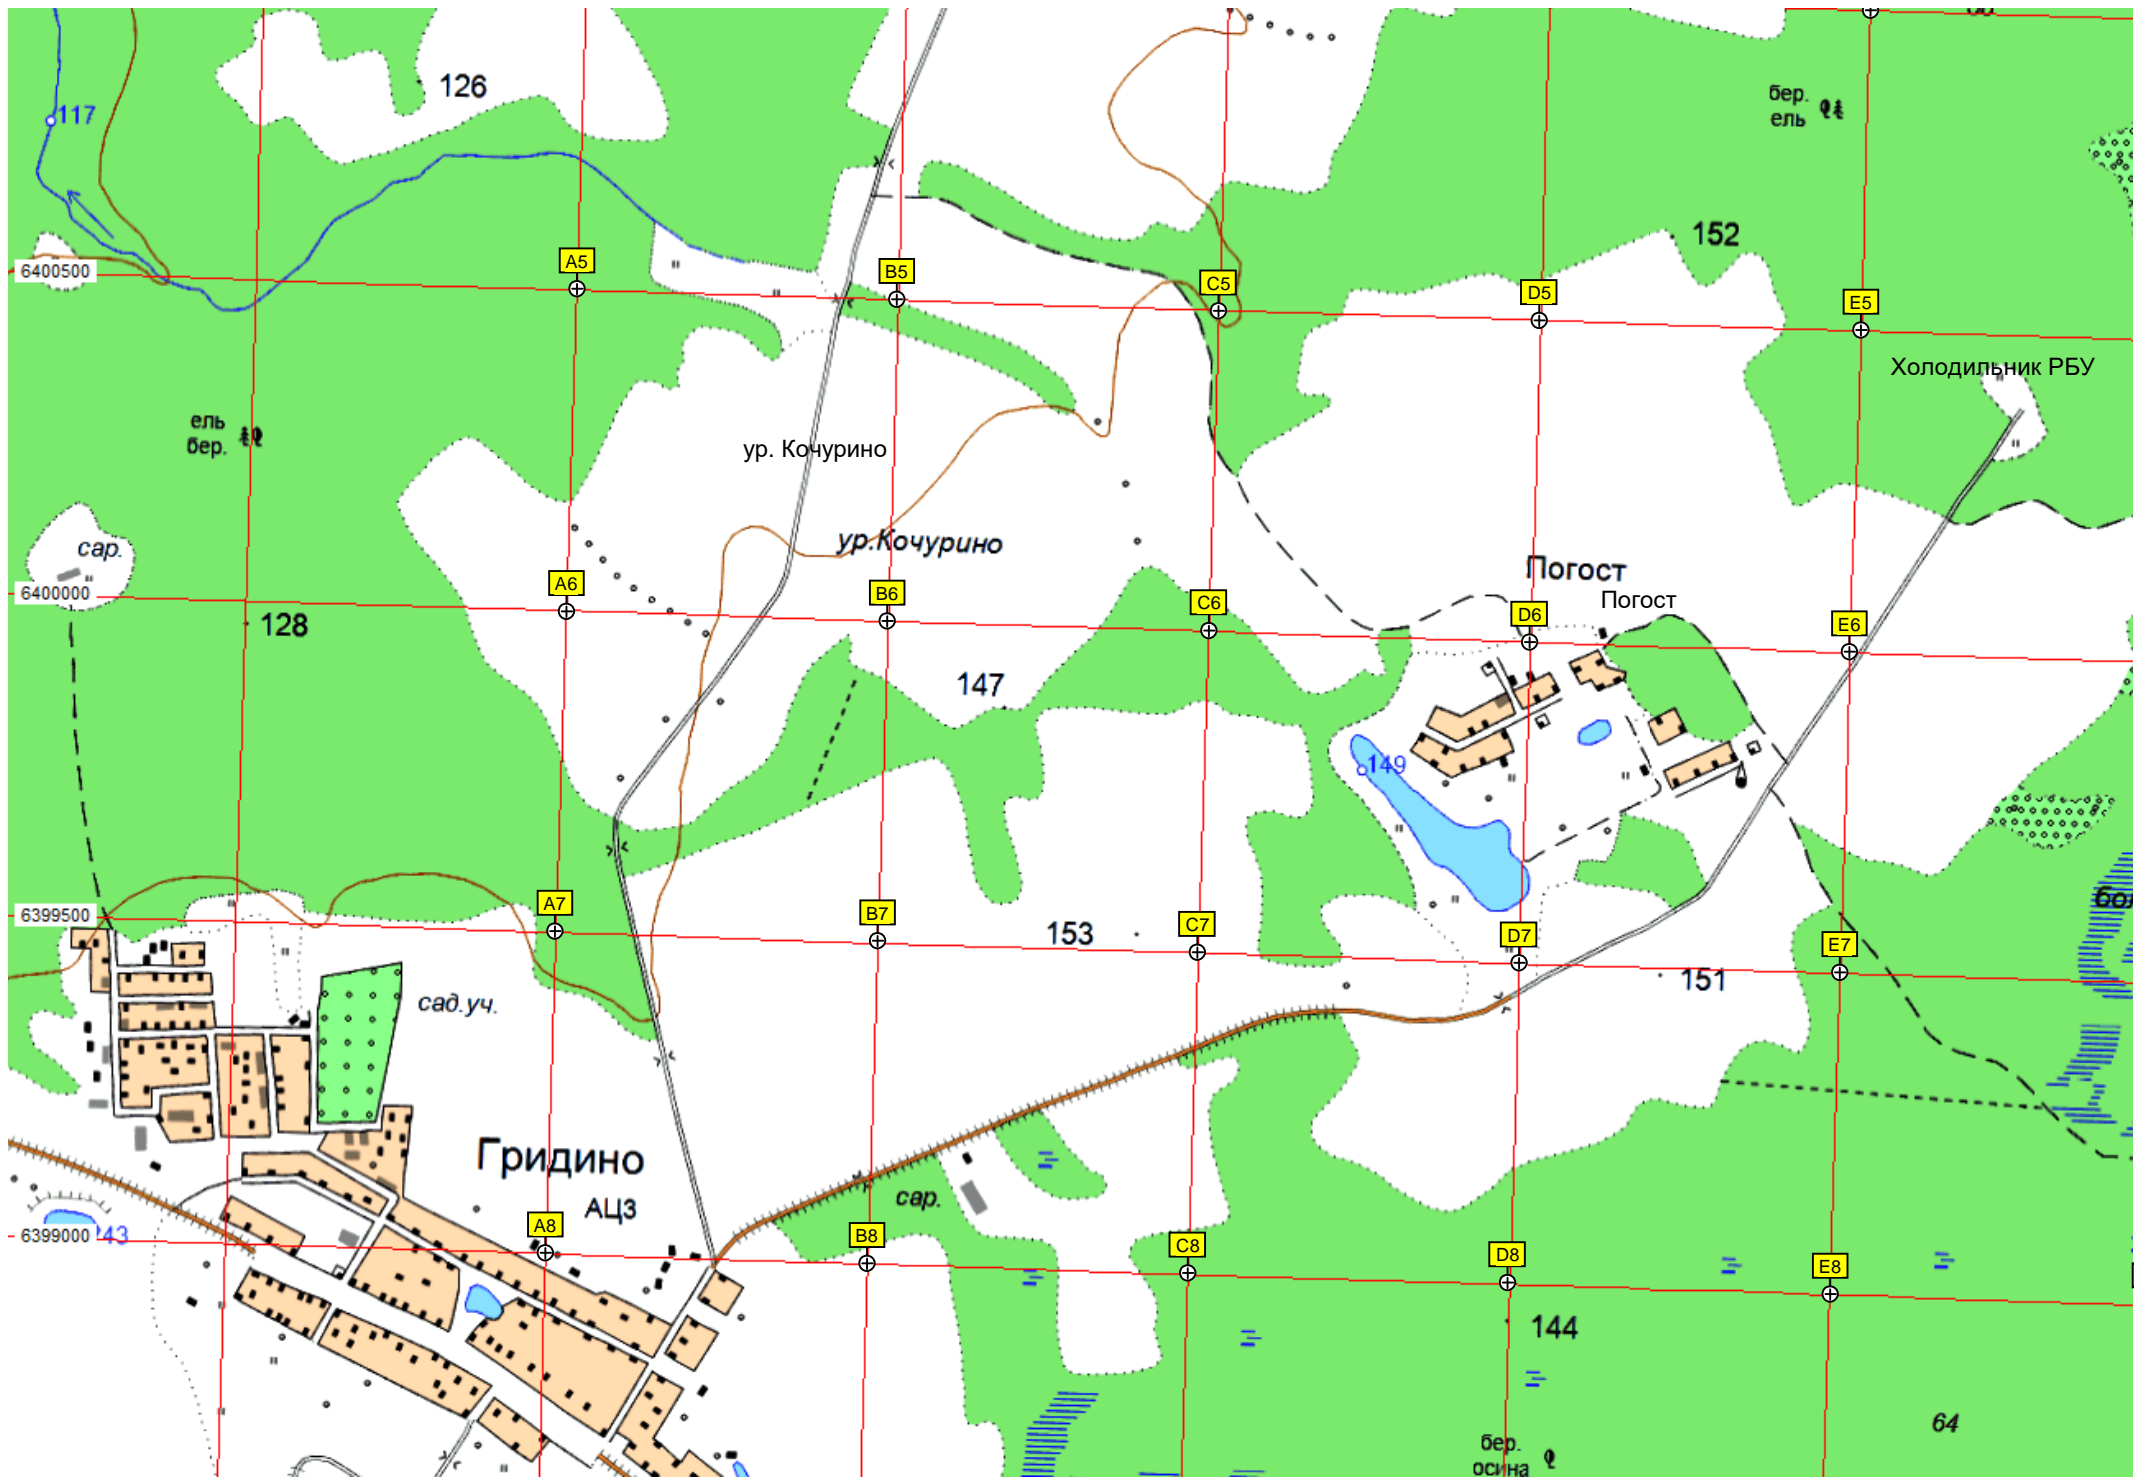 126
117
бер.
ель
152
6400500
A5
B5
C5
D5
E5
Холодильник РБУ
ель
бер.
ур. Кочурино
ур.Кочурино
сар.
Погост
Погост
6400000
A6
B6
C6
D6
E6
128
147
149
6399500
A7
B7
C7
D7
E7
153
151
сад.уч.
Гридино
АЦЗ
сар.
6399000
43
A8
B8
C8
D8
E8
144
64
бер.
осина